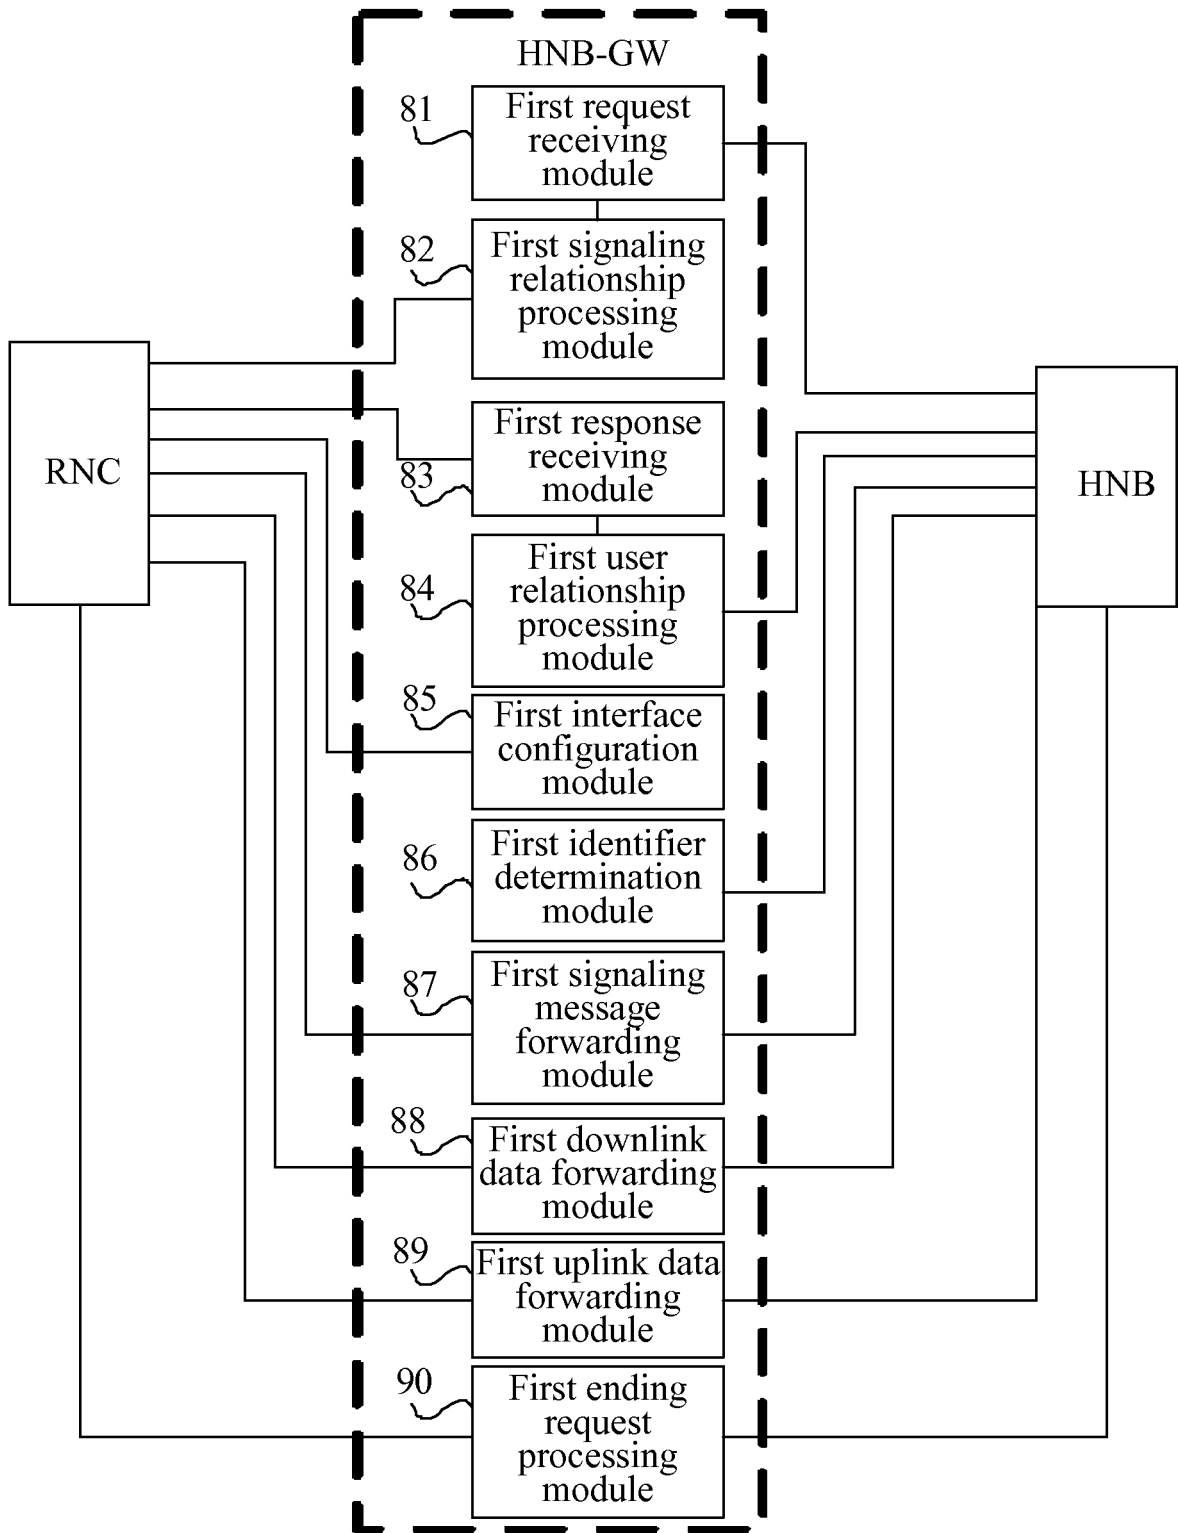 HNB-GW
81
First request
receiving
module
82
First signaling
relationship
processing
module
RNC
First response
receiving
module
83
HNB
First user
relationship
processing
module
84
85
First interface
configuration
module
86
First identifier
determination
module
87
First signaling
message
forwarding
module
88
First downlink
data forwarding
module
89
First uplink data
forwarding
module
90
First ending
request
processing
module